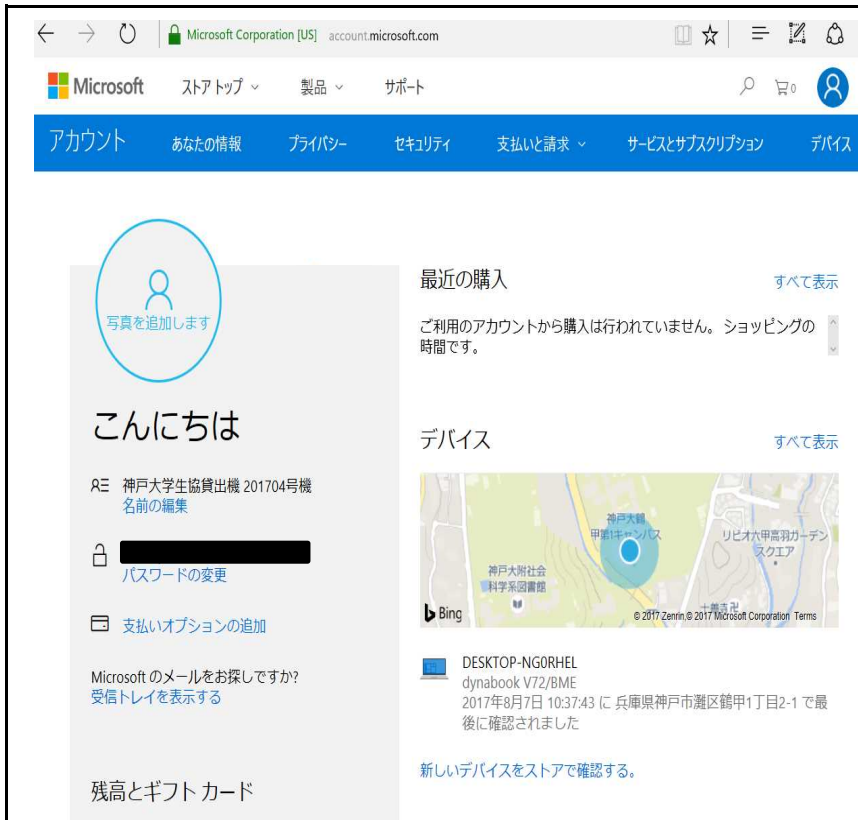 Microsoft Corporation [US] account.microsoft.com
Microsoft ストア トップ 製品 サポート 0
アカウント あなたの情報 プライバシー セキュリティ 支払いと請求 サービスとサブスクリプション デバイス
写真を追加します
こんにちは
神戸大学生協貸出機 201704号機
名前の編集
パスワードの変更
支払いオプションの追加
Microsoft のメールをお探しですか?
受信トレイを表示する
残高とギフト カード
最近の購入 すべて表示
ご利用のアカウントから購入は行われていません。 ショッピングの
時間です。
デバイス すべて表示
神戸大鶴
甲第1キャンパス
リビオ六甲高羽ガーデン
スクエア
神戸大附社会
科学系図書館
十善寺卍
Bing
© 2017 Zenrin,© 2017 Microsoft Corporation Terms
DESKTOP-NG0RHEL
dynabook V72/BME
2017年8月7日 10:37:43 に 兵庫県神戸市灘区鶴甲1丁目2-1 で最
後に確認されました
新しいデバイスをストアで確認する。